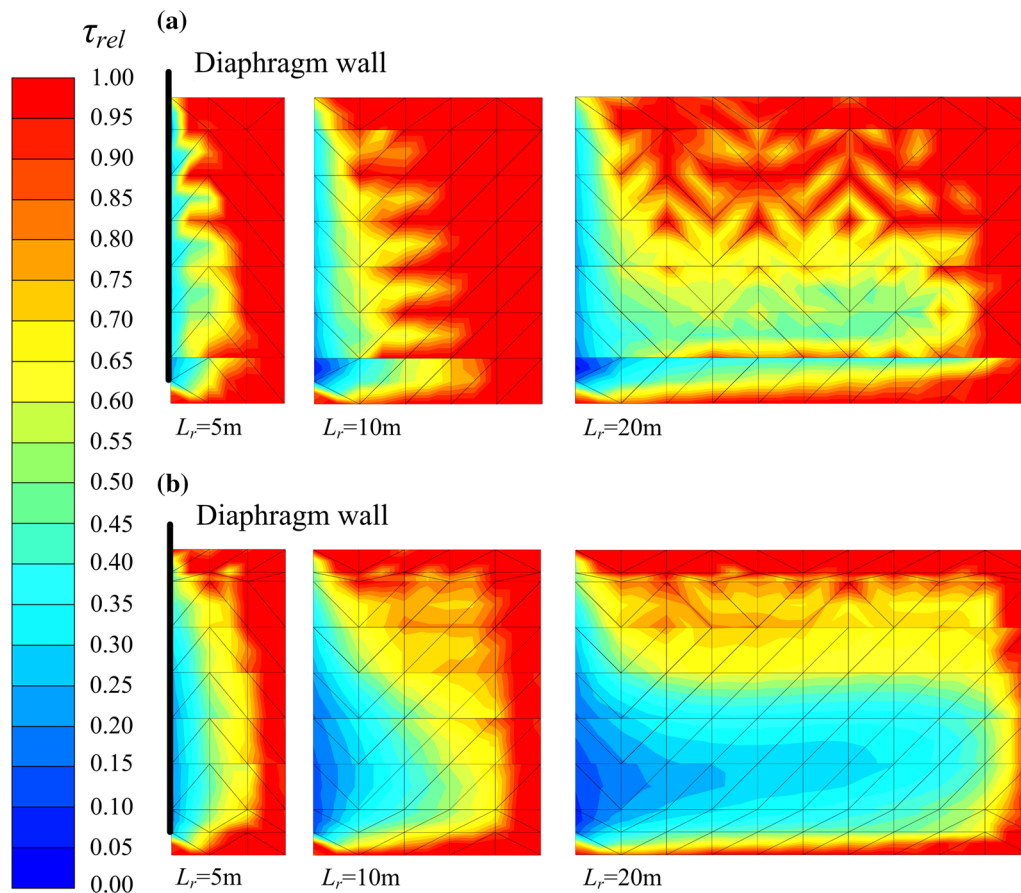 τrel
1.00
0.95
0.90
0.85
0.80
0.75
0.70
0.65
0.60
0.55
0.50
0.45
0.40
0.35
0.30
0.25
0.20
0.15
0.10
0.05
0.00
(a)
Diaphragm wall
Lr=5m
Lr=10m
Lr=20m
(b)
Diaphragm wall
Lr=5m
Lr=10m
Lr=20m